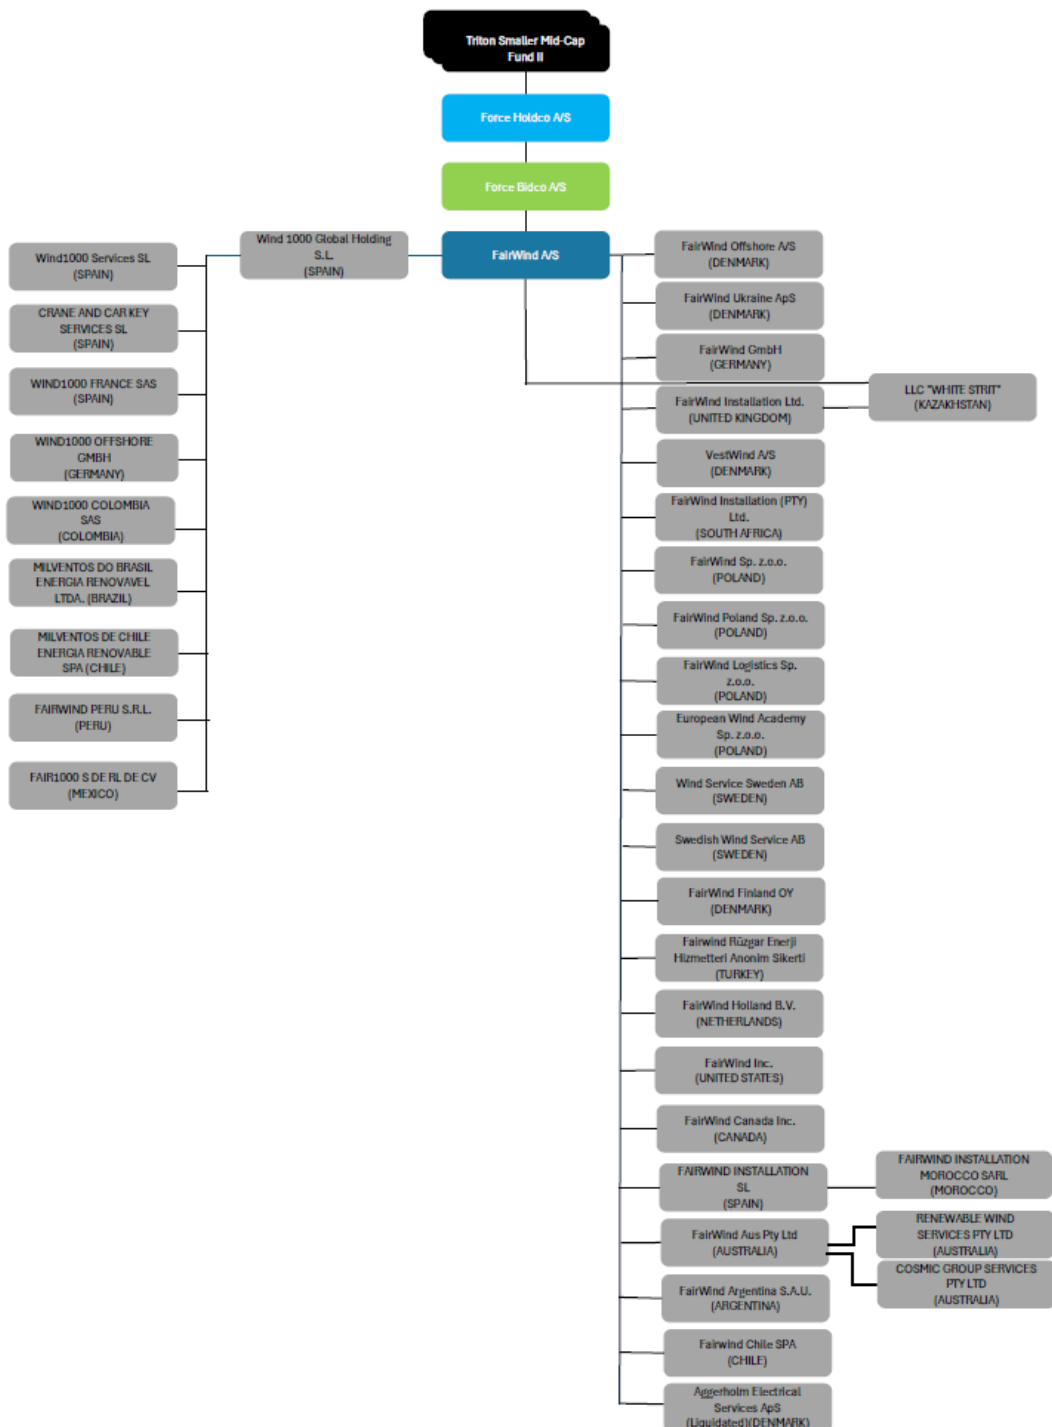 Triton Smaller Mid-Cap
Fund II
Force Holdco A/S
Force Bidco A/S
FairWind A/S
Wind 1000 Global Holding
S.L.
(SPAIN)
Wind1000 Services SL
(SPAIN)
CRANE AND CAR KEY
SERVICES SL
(SPAIN)
WIND1000 FRANCE SAS
(SPAIN)
WIND1000 OFFSHORE
GMBH
(GERMANY)
WIND1000 COLOMBIA
SAS
(COLOMBIA)
MILVENTOS DO BRASIL
ENERGIA RENOVAVEL
LTDA. (BRAZIL)
MILVENTOS DE CHILE
ENERGIA RENOVABLE
SPA (CHILE)
FAIRWIND PERU S.R.L.
(PERU)
FAIR1000 S DE RL DE CV
(MEXICO)
FairWind Offshore A/S
(DENMARK)
FairWind Ukraine ApS
(DENMARK)
FairWind GmbH
(GERMANY)
FairWind Installation Ltd.
(UNITED KINGDOM)
LLC "WHITE STRIT"
(KAZAKHSTAN)
VestWind A/S
(DENMARK)
FairWind Installation (PTY)
Ltd.
(SOUTH AFRICA)
FairWind Sp. z.o.o.
(POLAND)
FairWind Poland Sp. z.o.o.
(POLAND)
FairWind Logistics Sp.
z.o.o.
(POLAND)
European Wind Academy
Sp. z.o.o.
(POLAND)
Wind Service Sweden AB
(SWEDEN)
Swedish Wind Service AB
(SWEDEN)
FairWind Finland OY
(DENMARK)
Fairwind Rüzgar Enerji
Hizmetteri Anonim Sikerti
(TURKEY)
FairWind Holland B.V.
(NETHERLANDS)
FairWind Inc.
(UNITED STATES)
FairWind Canada Inc.
(CANADA)
FAIRWIND INSTALLATION
SL
(SPAIN)
FAIRWIND INSTALLATION
MOROCCO SARL
(MOROCCO)
FairWind Aus Pty Ltd
(AUSTRALIA)
RENEWABLE WIND
SERVICES PTY LTD
(AUSTRALIA)
COSMIC GROUP SERVICES
PTY LTD
(AUSTRALIA)
FairWind Argentina S.A.U.
(ARGENTINA)
Fairwind Chile SPA
(CHILE)
Aggerholm Electrical
Services ApS
(Liquidated)(DENMARK)